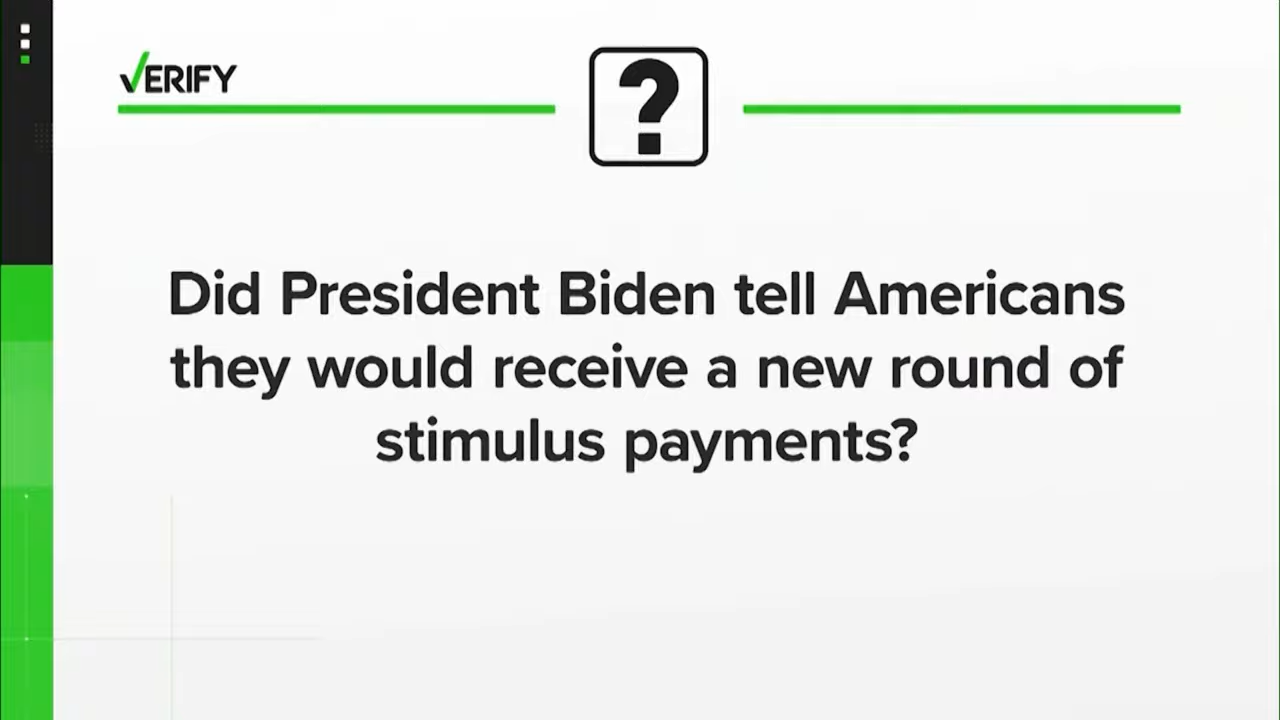 VERIFY
?
Did President Biden tell Americans
they would receive a new round of
stimulus payments?